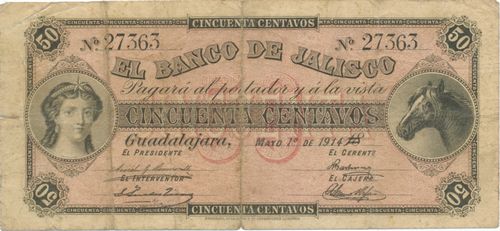 CINCUENTA CENTAVOS
50 50
Nº 27363 Nº 27363
EL BANCO DE JALISCO
Pagará al portador y á la vista
CINCUENTA CENTAVOS
Guadalajara, MAYO 1º DE 1914
EL PRESIDENTE EL GERENTE
EL INTERVENTOR EL CAJERO
50 50
CINCUENTA CENTAVOS